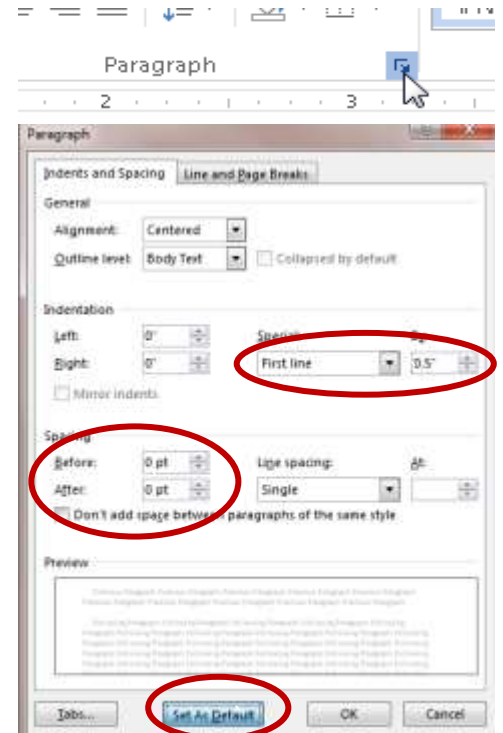 Paragraph
2 3
Paragraph
Indents and Spacing Line and Page Breaks
General
Alignment: Centered
Outline level: Body Text Collapsed by default
Indentation
Left: 0" Special: By:
Right: 0" First line 0.5"
Mirror indents
Spacing
Before: 0 pt Line spacing: At:
After: 0 pt Single
Don't add space between paragraphs of the same style
Preview
Tabs... Set As Default OK Cancel